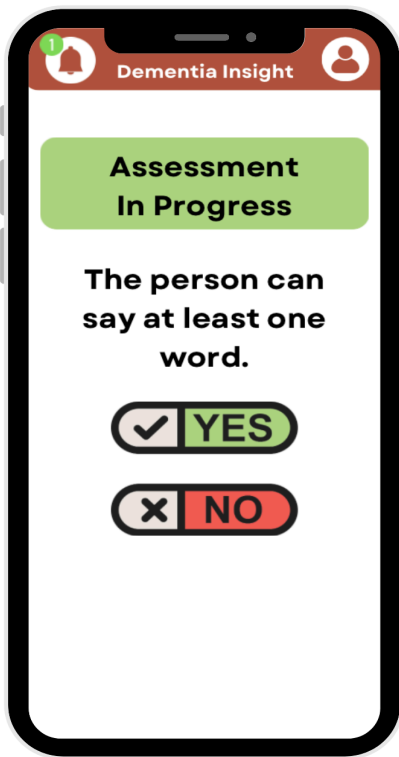 1
Dementia Insight
Assessment
In Progress
The person can
say at least one
word.
YES
NO